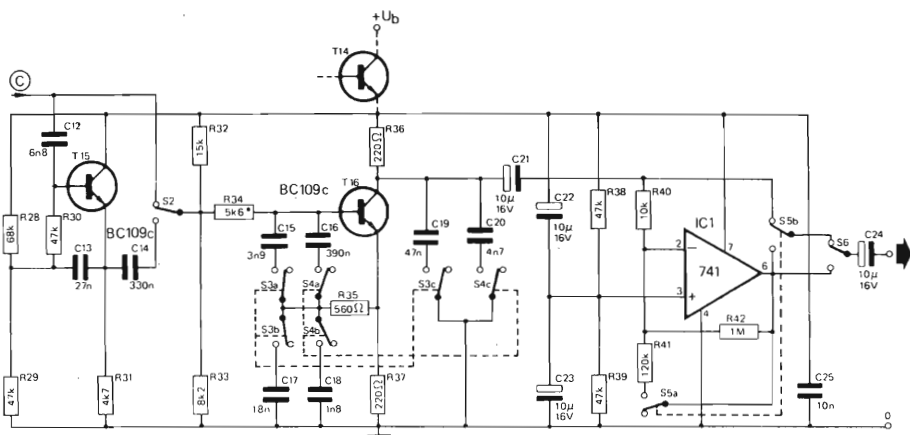 +Ub
T14
C
C12
6n8
T15
R32
15k
R36
220Ω
C21
10µ
16V
R28
68k
R30
47k
BC109c
C13
27n
C14
330n
S2
R34
5k6*
BC109c
T16
C15
3n9
C16
390n
C19
47n
C20
4n7
C22
10µ
16V
R38
47k
R40
10k
IC1
741
2
3
4
6
7
−
+
S5b
S6
C24
10µ
16V
S3a
S4a
R35
560Ω
S3b
S4b
S3c
S4c
R42
1M
R41
120k
R29
47k
R31
4k7
R33
8k2
C17
18n
C18
1n8
R37
220Ω
C23
10µ
16V
R39
47k
S5a
C25
10n
0